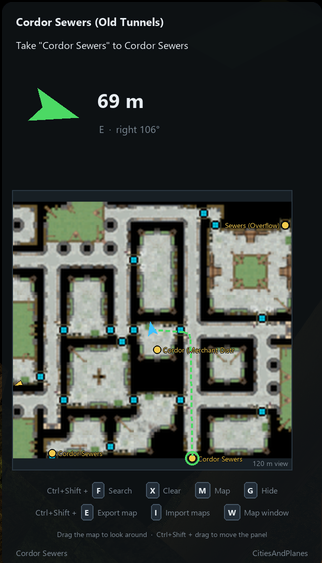 Cordor Sewers (Old Tunnels)
Take "Cordor Sewers" to Cordor Sewers
69 m
E · right 106°
Sewers (Overflow)
Cordor
Cordor Sewers
Cordor Sewers
120 m view
Ctrl+Shift + F Search X Clear M Map G Hide
Ctrl+Shift + E Export map I Import maps W Map window
Drag the map to look around · Ctrl+Shift + drag to move the panel
Cordor Sewers CitiesAndPlanes